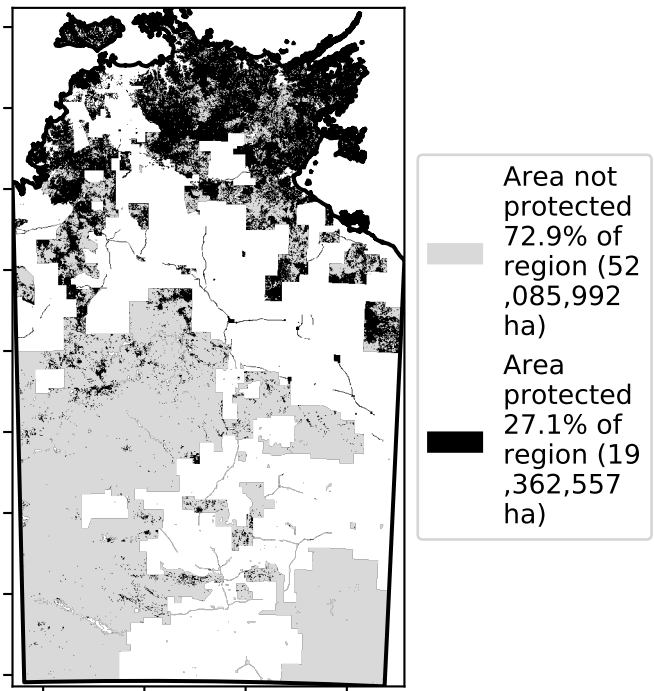 Area not
protected
72.9% of
region (52
,085,992
ha)
Area
protected
27.1% of
region (19
,362,557
ha)